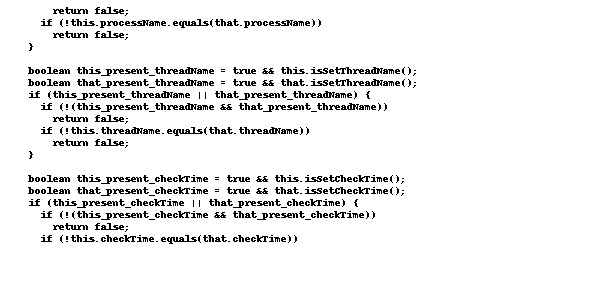 return false;
if (!this.processName.equals(that.processName))
return false;
}
boolean this_present_threadName = true && this.isSetThreadName();
boolean that_present_threadName = true && that.isSetThreadName();
if (this_present_threadName || that_present_threadName) {
if (!(this_present_threadName && that_present_threadName))
return false;
if (!this.threadName.equals(that.threadName))
return false;
}
boolean this_present_checkTime = true && this.isSetCheckTime();
boolean that_present_checkTime = true && that.isSetCheckTime();
if (this_present_checkTime || that_present_checkTime) {
if (!(this_present_checkTime && that_present_checkTime))
return false;
if (!this.checkTime.equals(that.checkTime))